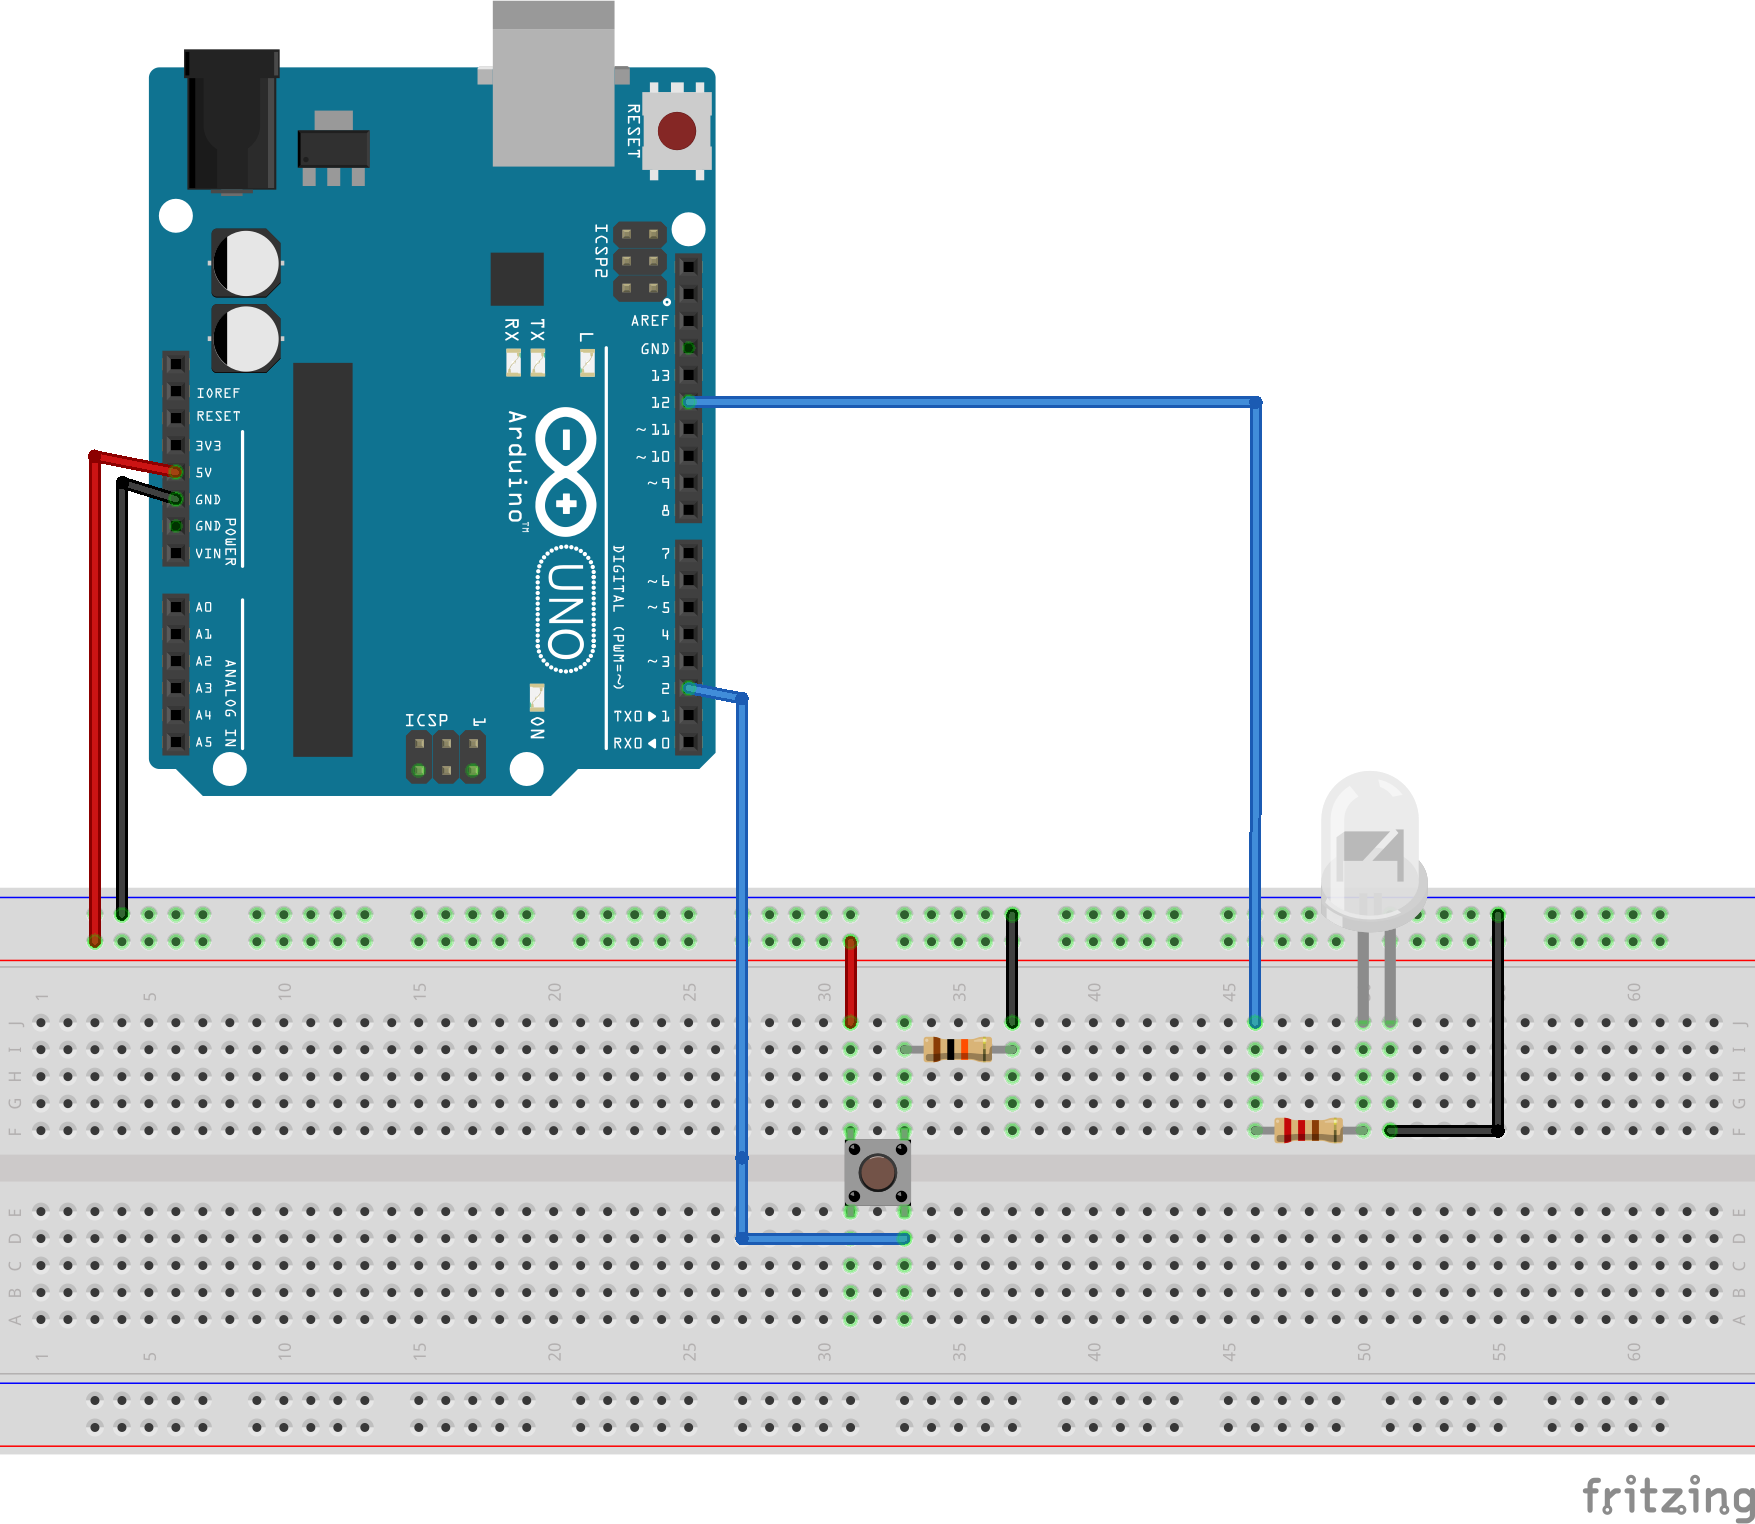 RESET
ICSP2
RX
TX
L
AREF
GND
13
12
~11
~10
~9
8
IOREF
RESET
3V3
5V
GND
GND
VIN
POWER
Arduino™
UNO
7
~6
~5
4
~3
2
TX0▶1
RX0◀0
DIGITAL (PWM=~)
A0
A1
A2
A3
A4
A5
ANALOG IN
ICSP
1
ON
1 5 10 15 20 25 30 35 40 45 60
J J
I I
H H
G G
F F
E E
D D
C C
B B
A A
1 5 10 15 20 25 30 35 40 45 50 55 60
fritzing